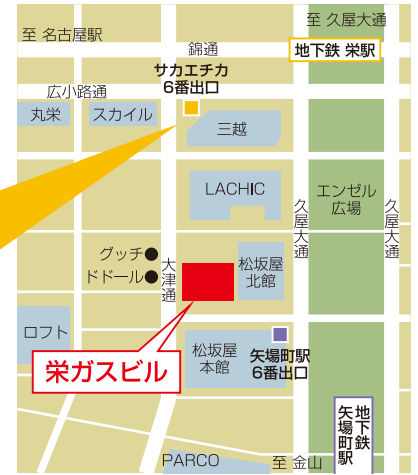 至 久屋大通
至 名古屋駅
錦通
地下鉄 栄駅
サカエチカ
6番出口
広小路通
丸栄
スカイル
三越
LACHIC
エンゼル
広場
久屋大通
久屋大通
グッチ●
ドドール●
大津通
松坂屋
北館
ロフト
栄ガスビル
松坂屋
本館
矢場町駅
6番出口
地下鉄
矢場町駅
PARCO
至 金山